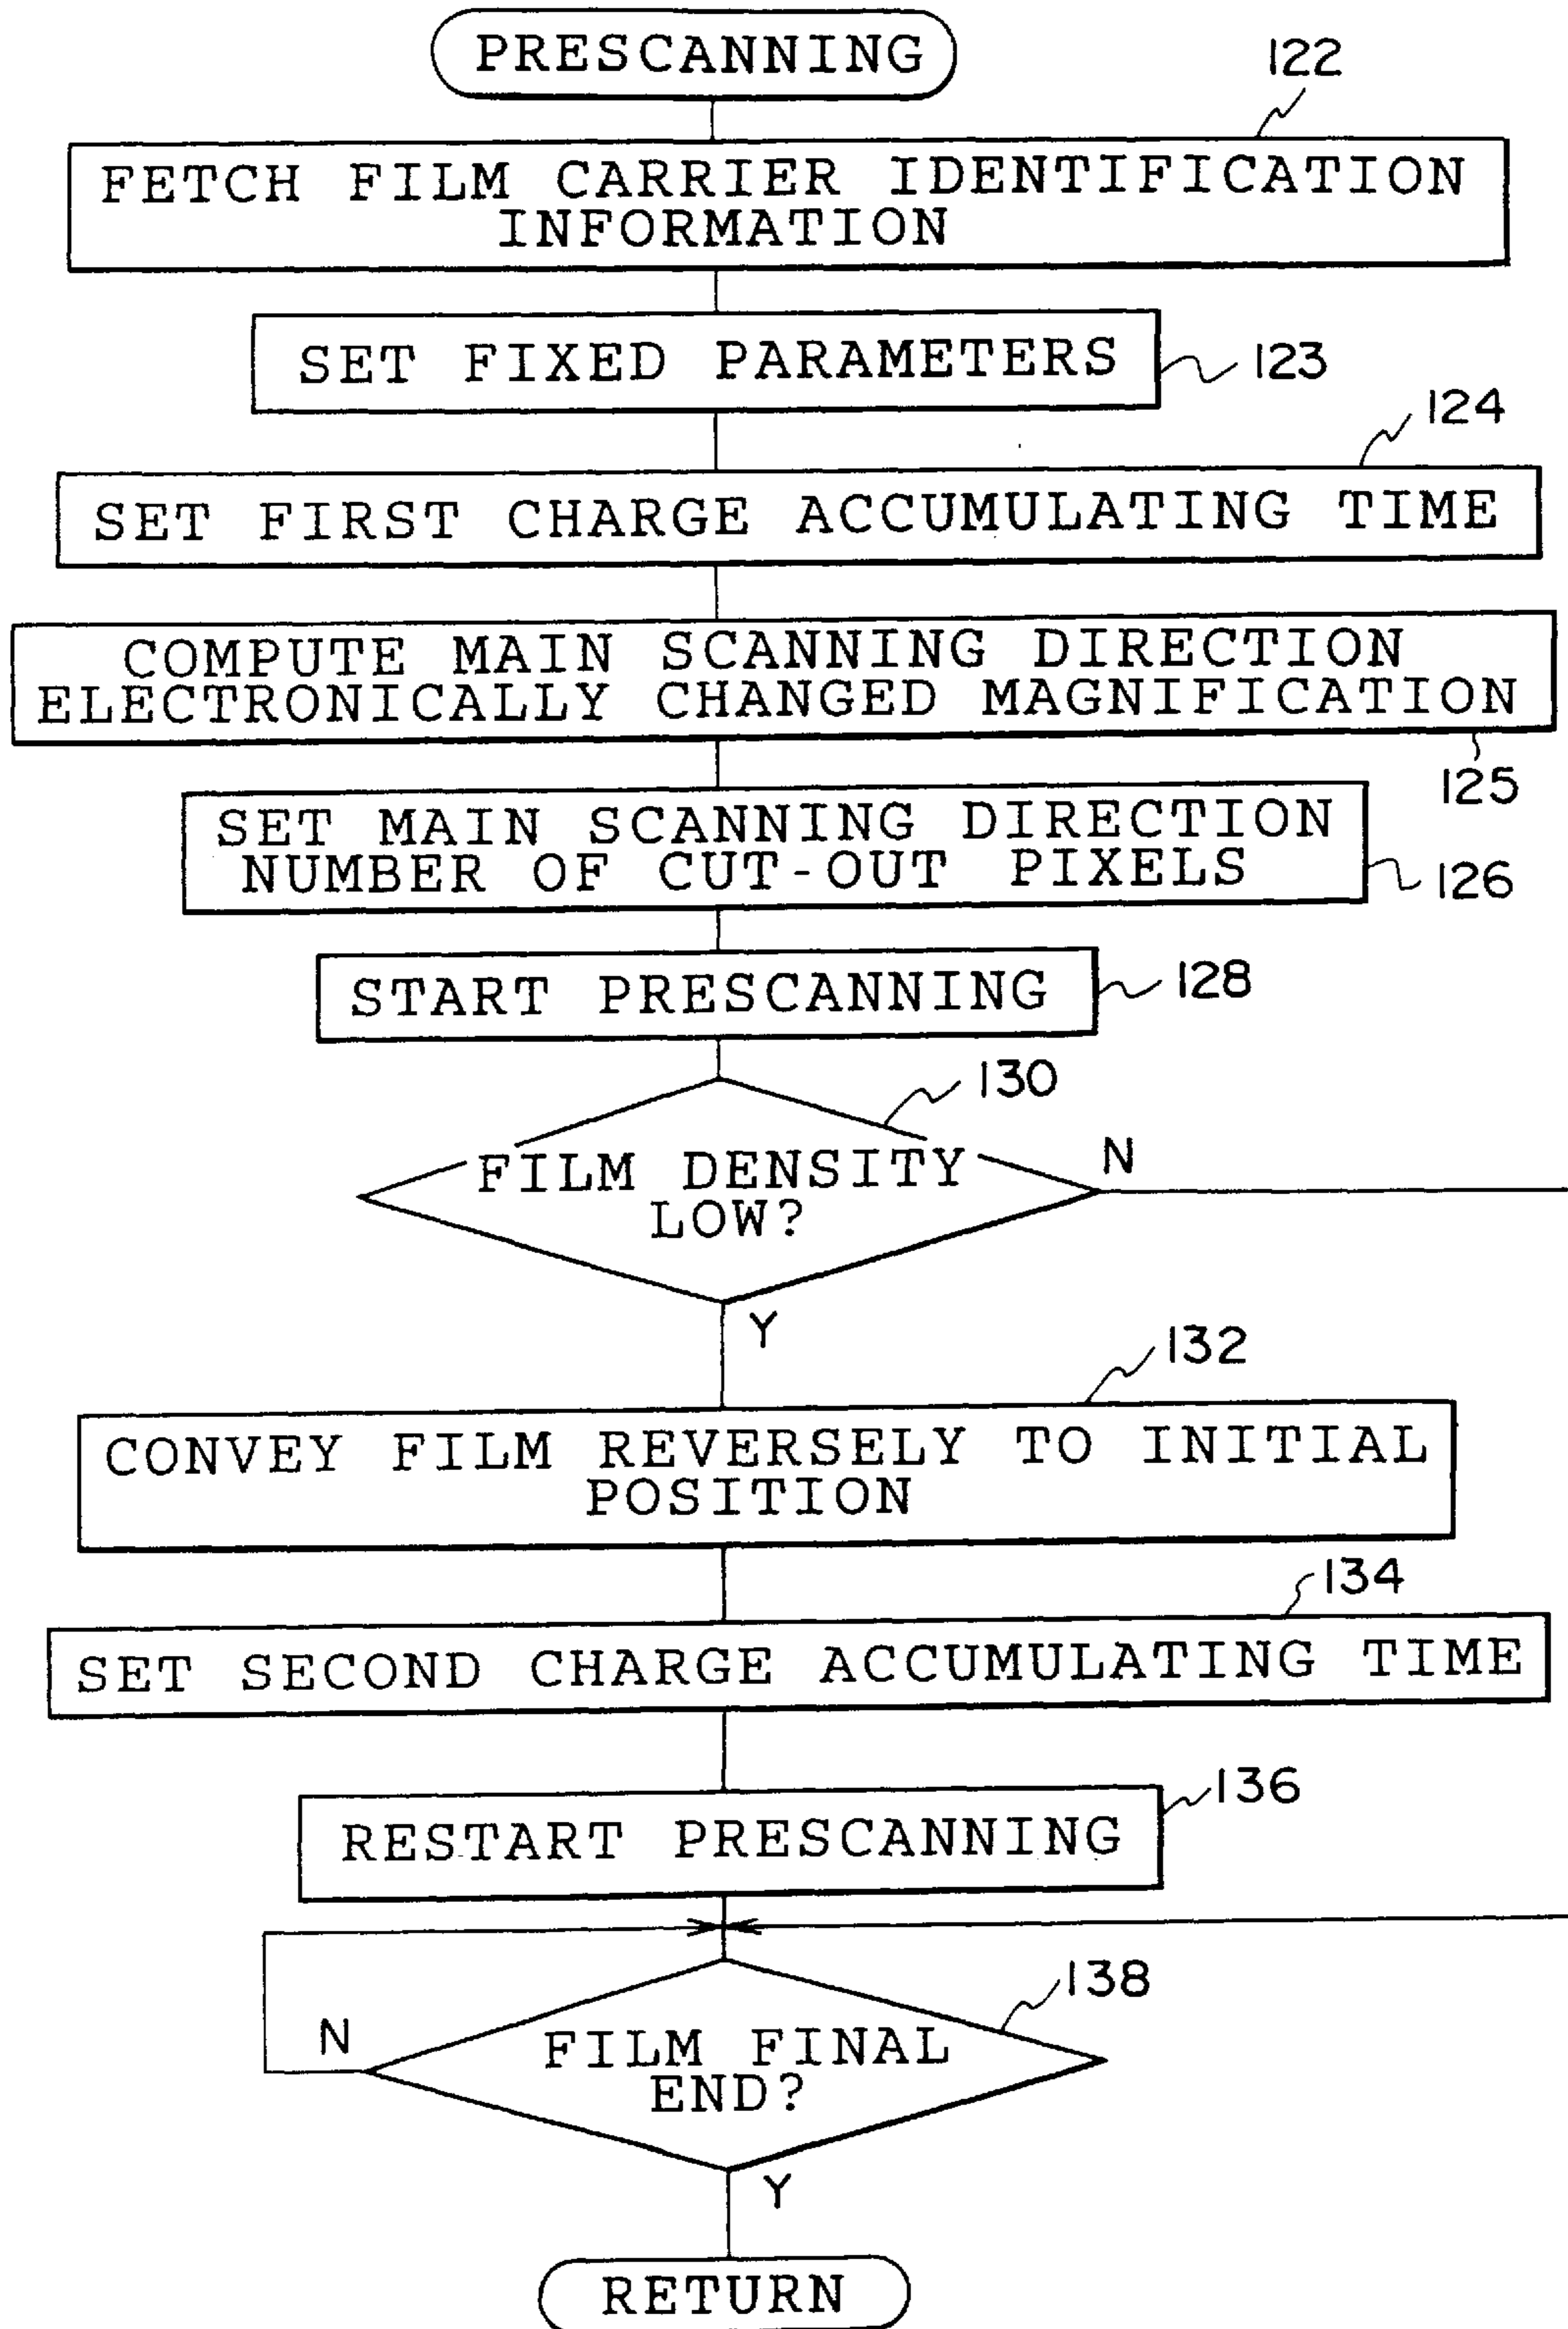 PRESCANNING
122
FETCH FILM CARRIER IDENTIFICATION
INFORMATION
SET FIXED PARAMETERS
123
124
SET FIRST CHARGE ACCUMULATING TIME
COMPUTE MAIN SCANNING DIRECTION
ELECTRONICALLY CHANGED MAGNIFICATION
125
SET MAIN SCANNING DIRECTION
NUMBER OF CUT-OUT PIXELS
126
START PRESCANNING
128
130
FILM DENSITY
LOW?
N
Y
132
CONVEY FILM REVERSELY TO INITIAL
POSITION
134
SET SECOND CHARGE ACCUMULATING TIME
136
RESTART PRESCANNING
138
N
FILM FINAL
END?
Y
RETURN